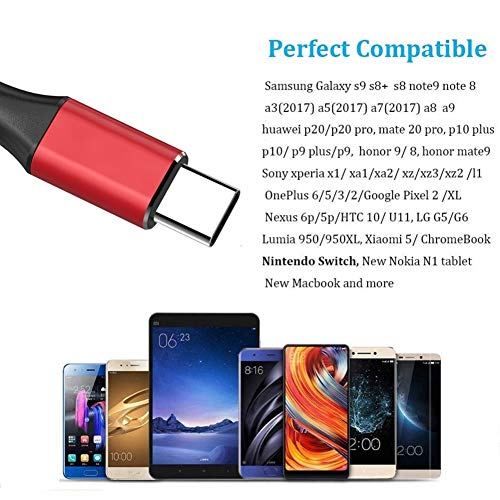 Perfect Compatible
Samsung Galaxy s9 s8+ s8 note9 note 8
a3(2017) a5(2017) a7(2017) a8 a9
huawei p20/p20 pro, mate 20 pro, p10 plus
p10/ p9 plus/p9, honor 9/ 8, honor mate9
Sony xperia x1/ xa1/xa2/ xz/xz3/xz2 /l1
OnePlus 6/5/3/2/Google Pixel 2 /XL
Nexus 6p/5p/HTC 10/ U11, LG G5/G6
Lumia 950/950XL, Xiaomi 5/ ChromeBook
Nintendo Switch, New Nokia N1 tablet
New Macbook and more
06:23
8:16